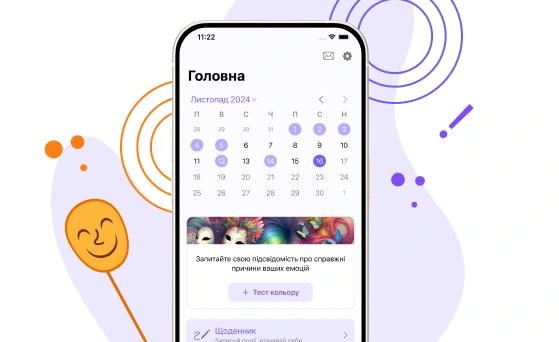 11:22
Головна
Листопад 2024
П В С Ч П С Н
28 29 30 31 1 2 3
4 5 6 7 8 9 10
11 12 13 14 15 16 17
18 19 20 21 22 23 24
25 26 27 28 29 30 1
Запитайте свою підсвідомість про справжні
причини ваших емоцій
+ Тест кольору
Щоденник
Записуй події, пізнавай себе